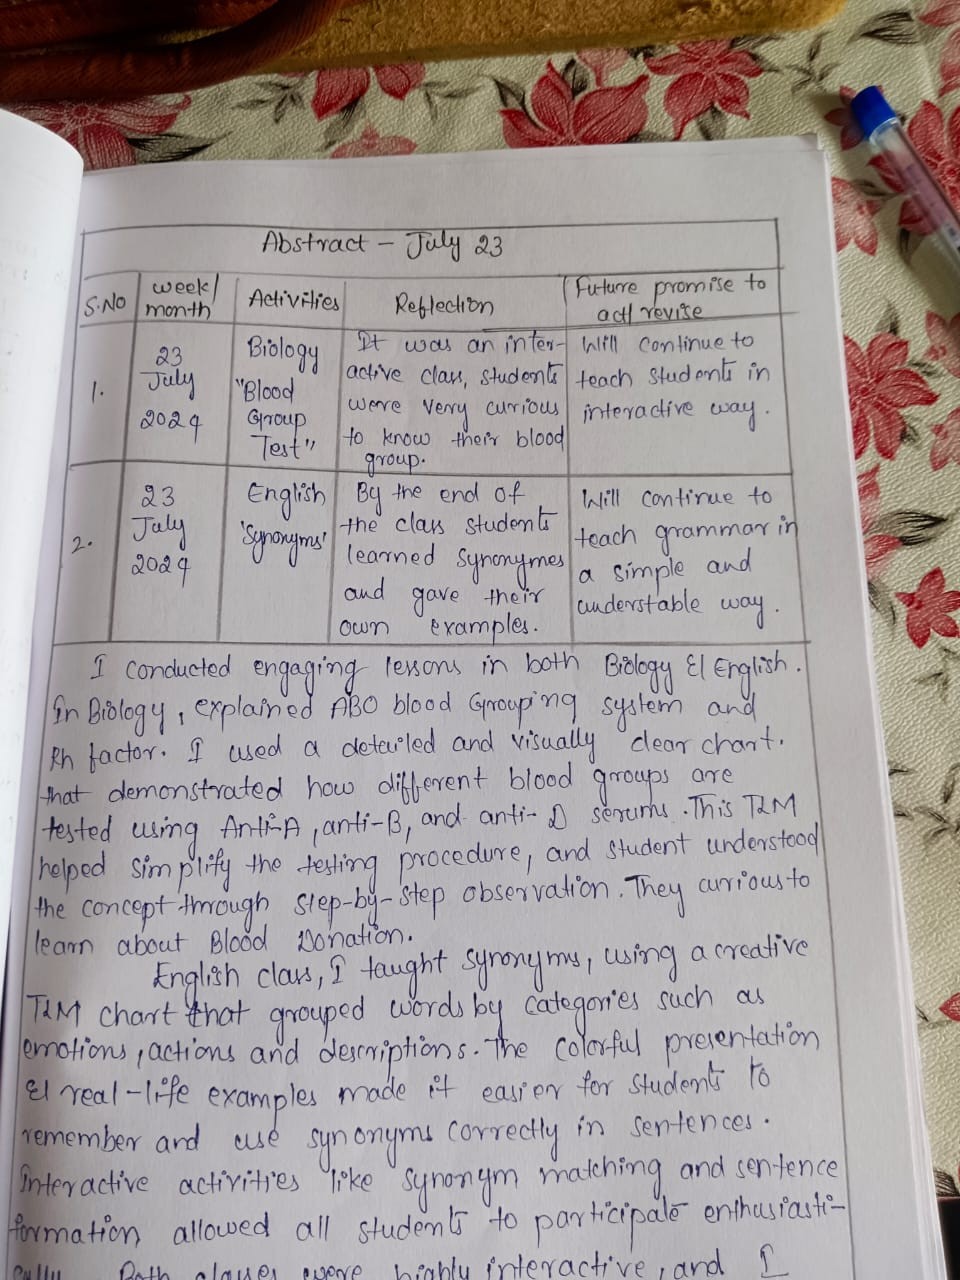 Abstract – July 23
S.No
week/
month
Activities
Reflection
Future promise to
act/ revise
1.
23
July
2024
Biology
"Blood
Group
Test"
It was an inter-
active class, students
were very curious
to know their blood
group.
Will continue to
teach students in
interactive way.
2.
23
July
2024
English
'Synonyms'
By the end of
the class students
learned synonymes
and gave their
own examples.
Will continue to
teach grammar in
a simple and
understable way.
I conducted engaging lessons in both Biology & English.
In Biology, explained ABO blood Grouping system and
Rh factor. I used a detailed and visually clear chart.
that demonstrated how different blood groups are
tested using Anti-A, anti-B, and anti-D serums. This TLM
helped simplify the testing procedure, and student understood
the concept through step-by-step observation. They curious to
learn about Blood Donation.
English class, I taught synonyms, using a creative
TLM chart that grouped words by categories such as
emotions, actions and descriptions. The colorful presentation
& real-life examples made it easier for students to
remember and use synonyms correctly in sentences.
Interactive activities like synonym matching and sentence
formation allowed all students to participate enthusiasti-
cally. Both classes were highly interactive, and I